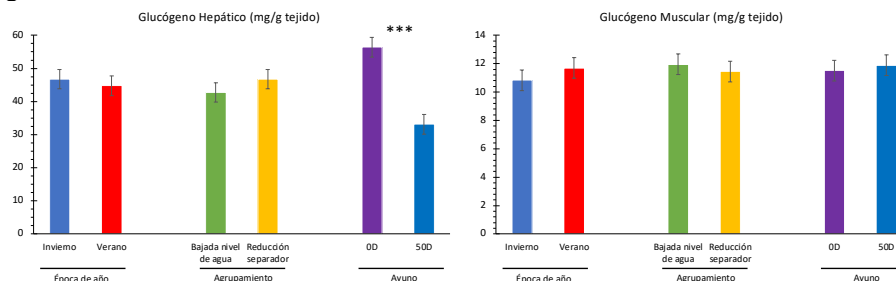 Glucógeno Hepático (mg/g tejido)
***
60
50
40
30
20
10
0
Invierno Verano Bajada nivel de agua Reducción separador 0D 50D
Época de año Agrupamiento Ayuno
Glucógeno Muscular (mg/g tejido)
14
12
10
8
6
4
2
0
Invierno Verano Bajada nivel de agua Reducción separador 0D 50D
Época de año Agrupamiento Ayuno